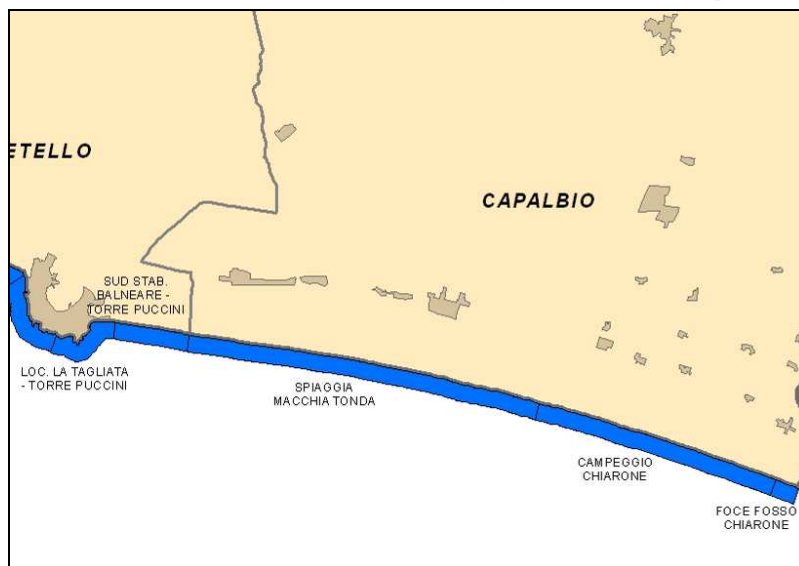 ETELLO
CAPALBIO
SUD STAB.
BALNEARE -
TORRE PUCCINI
LOC. LA TAGLIATA
- TORRE PUCCINI
SPIAGGIA
MACCHIA TONDA
CAMPEGGIO
CHIARONE
FOCE FOSSO
CHIARONE